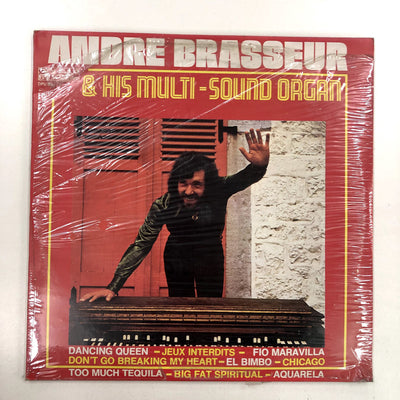 ANDRE BRASSEUR
& HIS MULTI-SOUND ORGAN
DANCING QUEEN - JEUX INTERDITS - FIO MARAVILLA
DON'T GO BREAKING MY HEART - EL BIMBO - CHICAGO
TOO MUCH TEQUILA - BIG FAT SPIRITUAL - AQUARELA